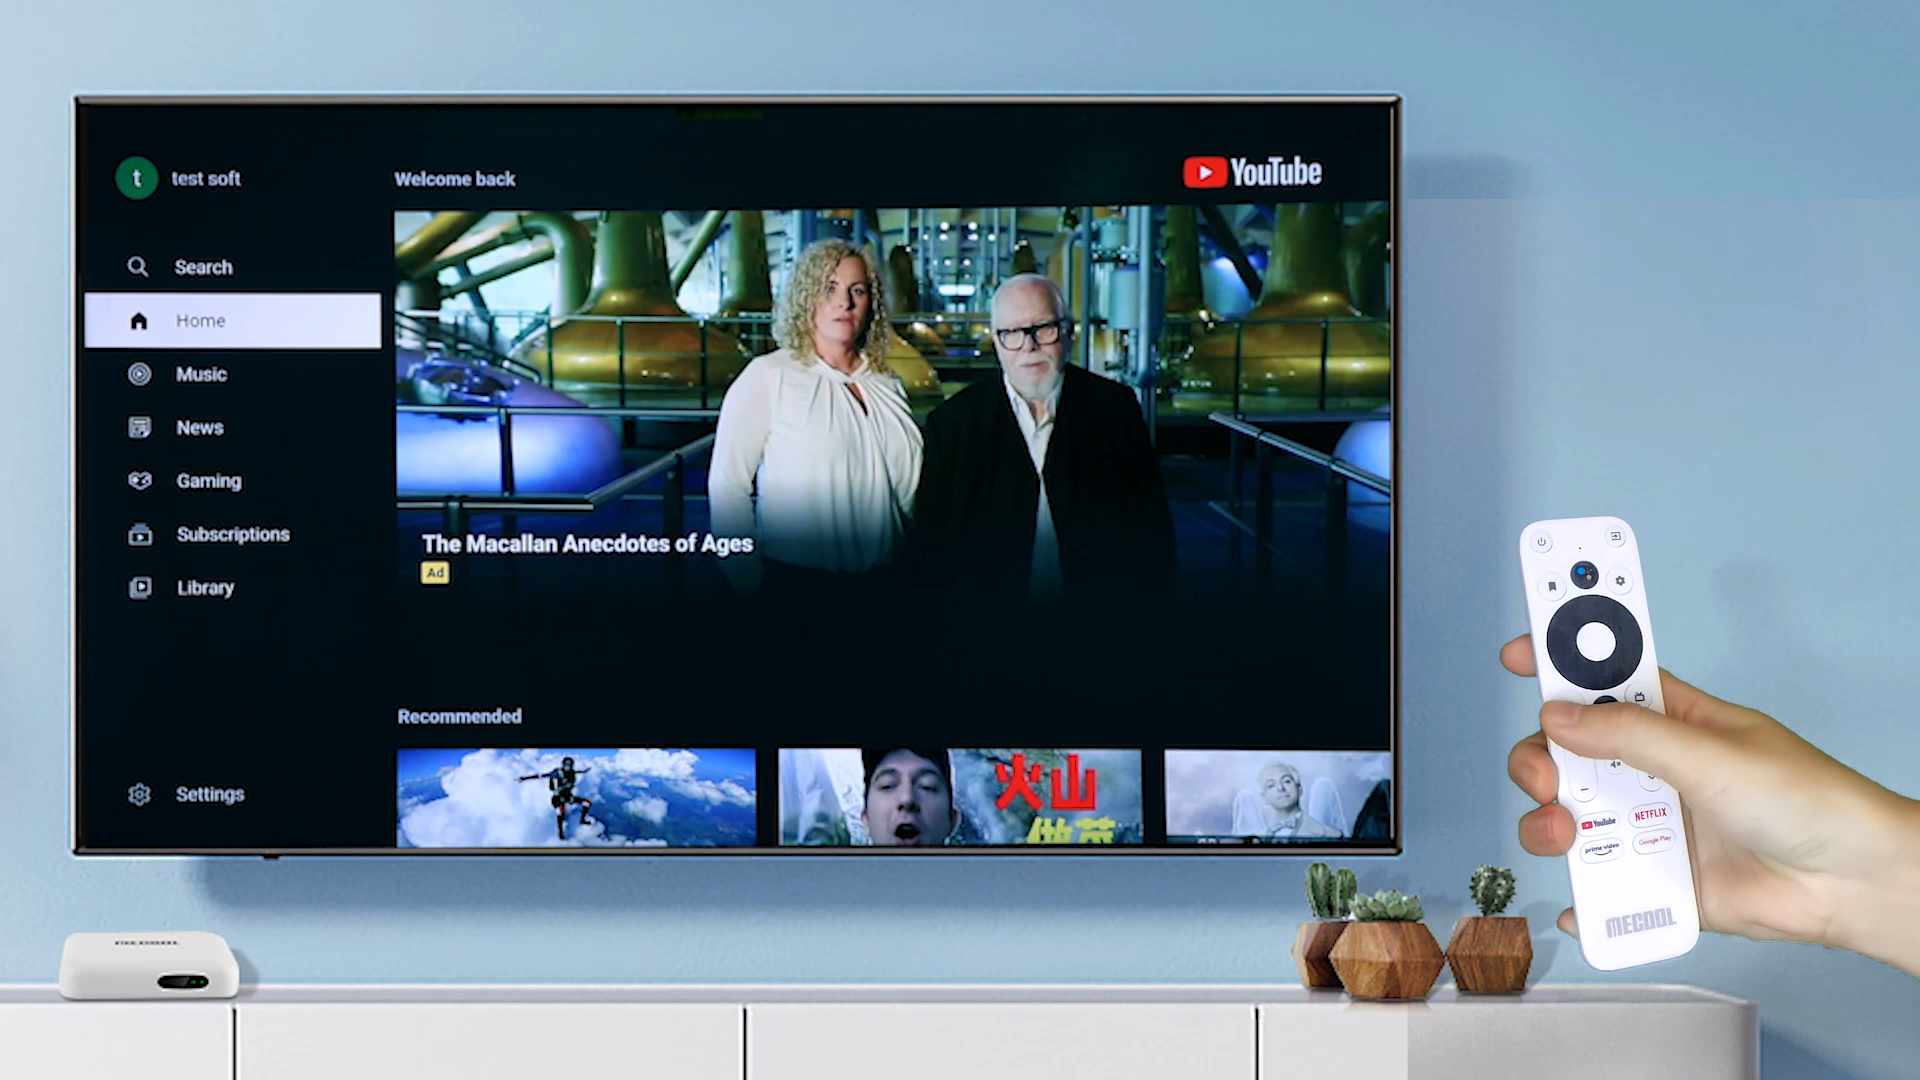 t test soft
Welcome back
YouTube
Search
Home
Music
News
Gaming
Subscriptions
Library
Settings
The Macallan Anecdotes of Ages
Ad
Recommended
火山
MECOOL
YouTube
NETFLIX
prime video
Google Play
MECOOL